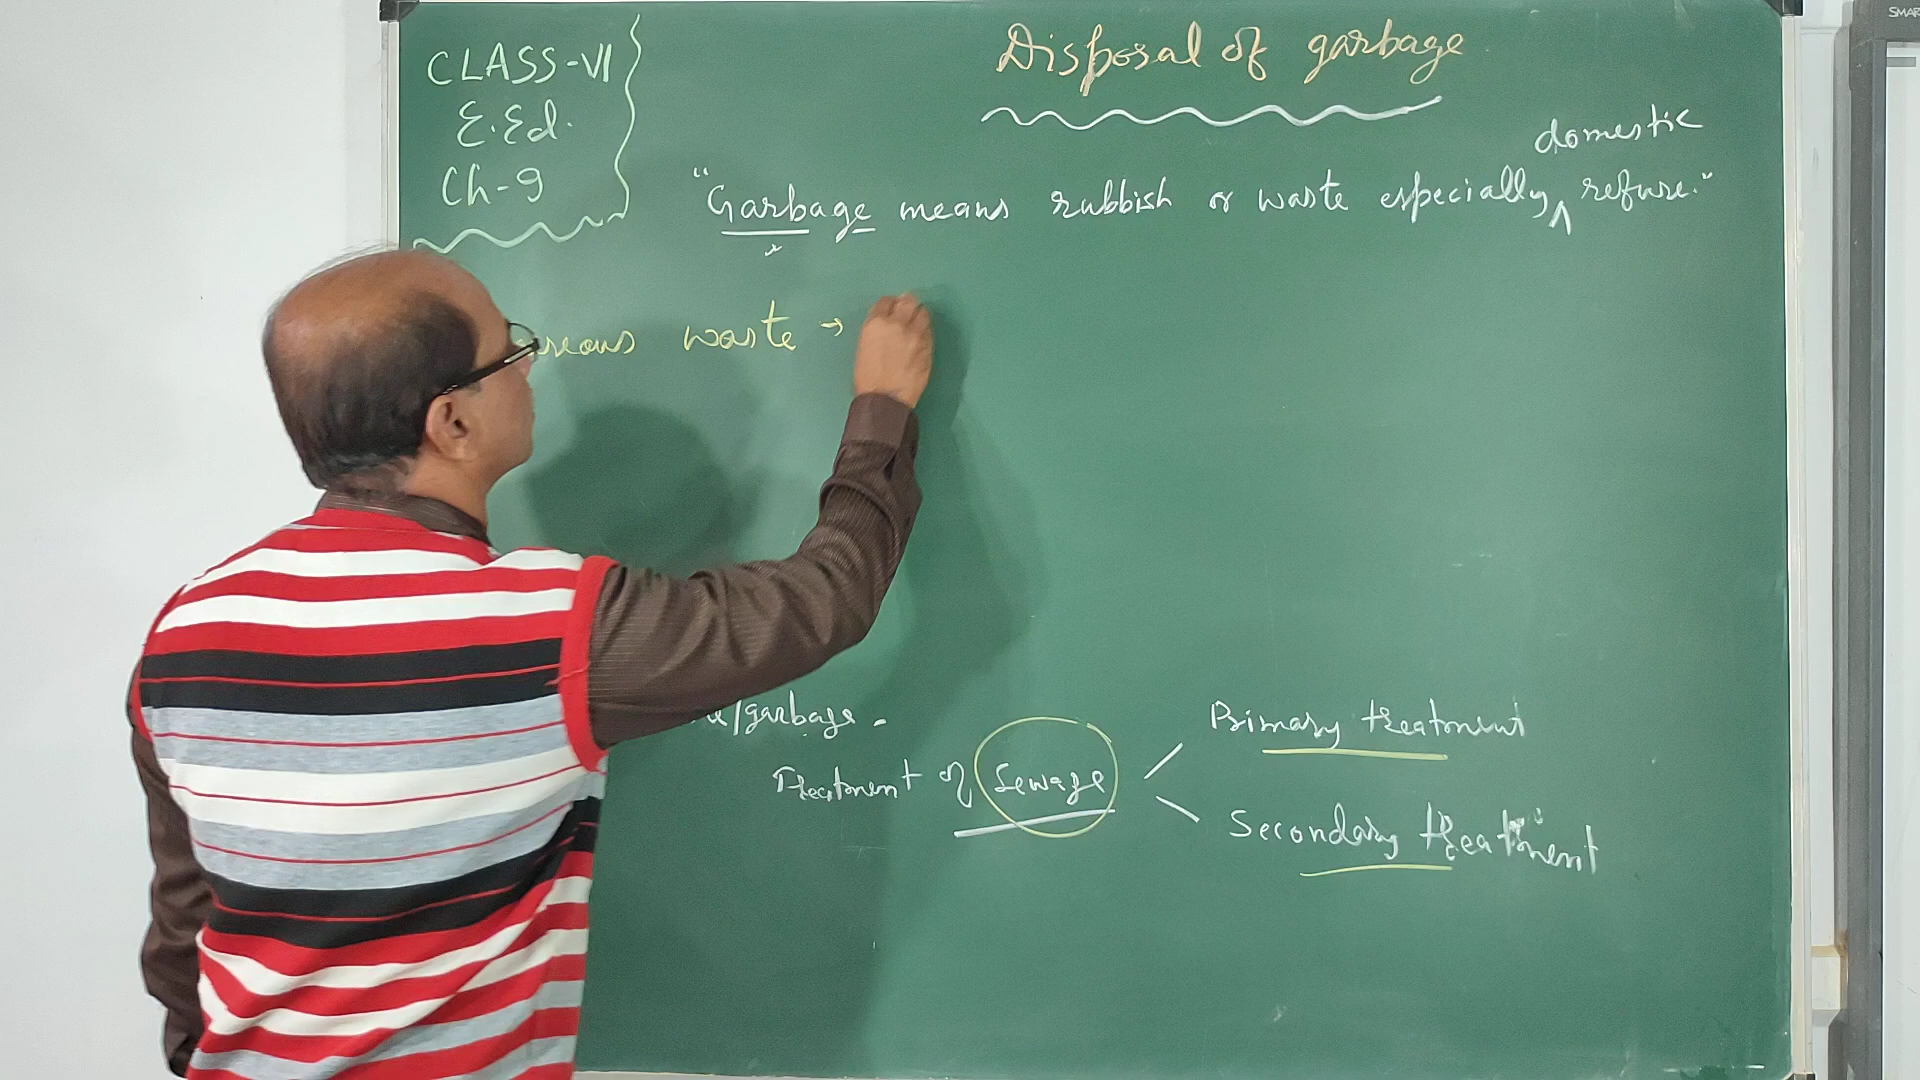 CLASS-VI
E.Ed.
Ch-9
Disposal of garbage
domestic
"Garbage means rubbish or waste especially ^ refuse."
waste →
/garbage.
Treatment of Sewage
Primary treatment
Secondary treatment
SMAR